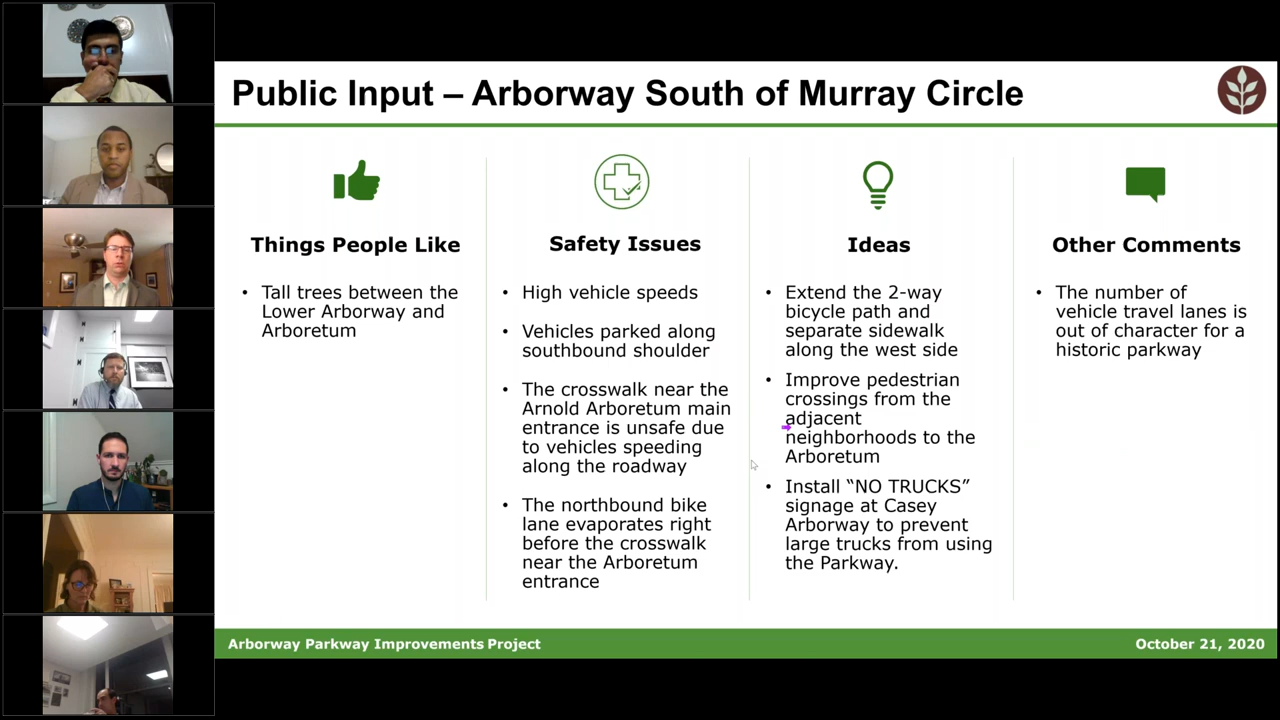 Public Input – Arborway South of Murray Circle
Things People Like
• Tall trees between the
Lower Arborway and
Arboretum
Safety Issues
• High vehicle speeds
• Vehicles parked along
southbound shoulder
• The crosswalk near the
Arnold Arboretum main
entrance is unsafe due
to vehicles speeding
along the roadway
• The northbound bike
lane evaporates right
before the crosswalk
near the Arboretum
entrance
Ideas
• Extend the 2-way
bicycle path and
separate sidewalk
along the west side
• Improve pedestrian
crossings from the
adjacent
neighborhoods to the
Arboretum
• Install “NO TRUCKS”
signage at Casey
Arborway to prevent
large trucks from using
the Parkway.
Other Comments
• The number of
vehicle travel lanes is
out of character for a
historic parkway
Arborway Parkway Improvements Project
October 21, 2020